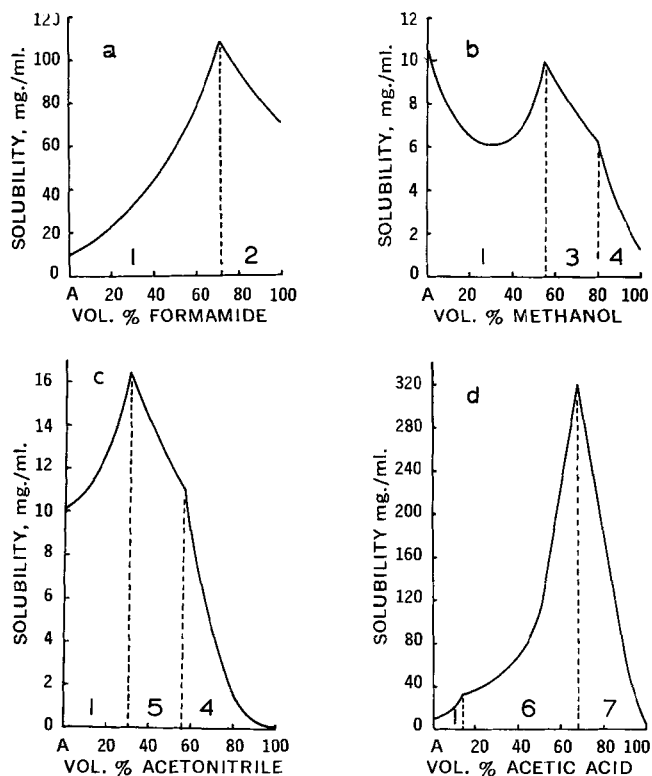 a
SOLUBILITY, mg./ml.
120
100
80
60
40
20
0
1 2
A 20 40 60 80 100
VOL. % FORMAMIDE
b
SOLUBILITY, mg./ml.
12
10
8
6
4
2
0
1 3 4
A 20 40 60 80 100
VOL. % METHANOL
c
SOLUBILITY, mg./ml.
16
14
12
10
8
6
4
2
0
1 5 4
A 20 40 60 80 100
VOL. % ACETONITRILE
d
SOLUBILITY, mg./ml.
320
280
240
200
160
120
80
40
0
1 6 7
A 20 40 60 80 100
VOL. % ACETIC ACID